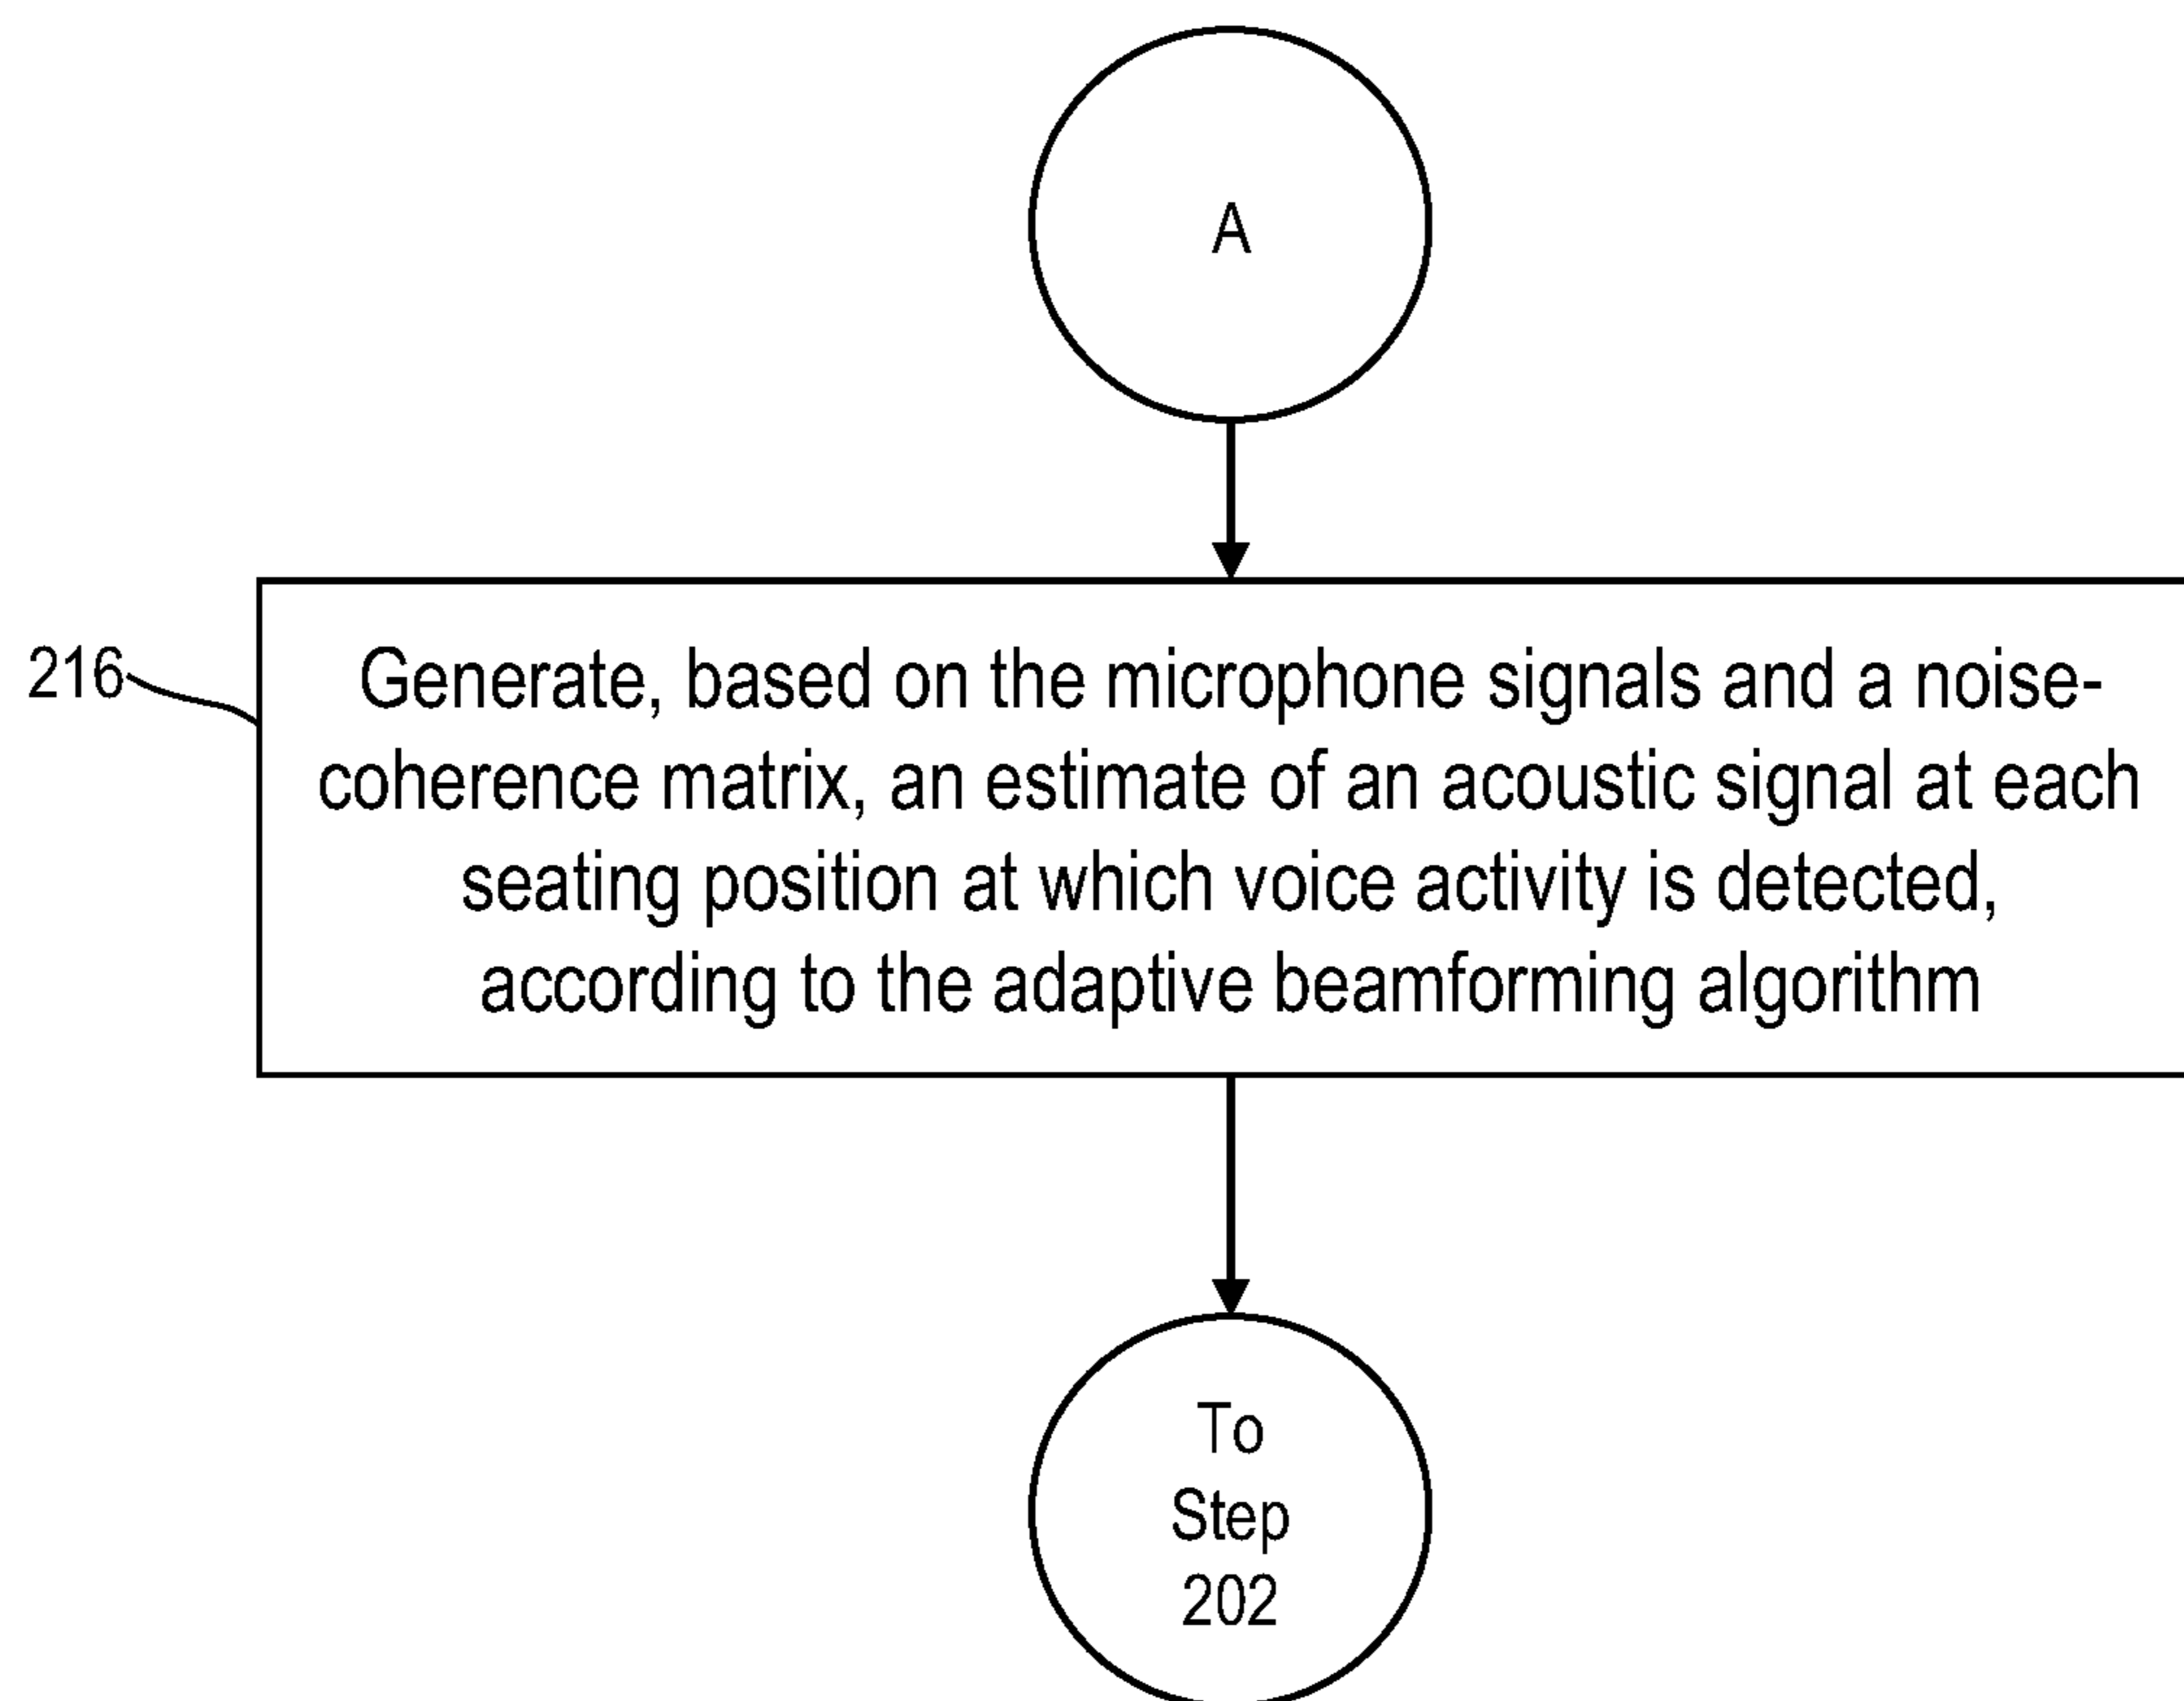 A
216
Generate, based on the microphone signals and a noise-
coherence matrix, an estimate of an acoustic signal at each
seating position at which voice activity is detected,
according to the adaptive beamforming algorithm
To
Step
202